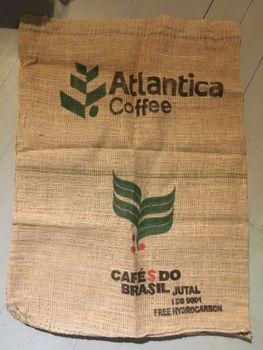 Atlantica
Coffee
CAFÉS DO
BRASIL JUTAL
ISO 9001
FREE HYDROCARBON